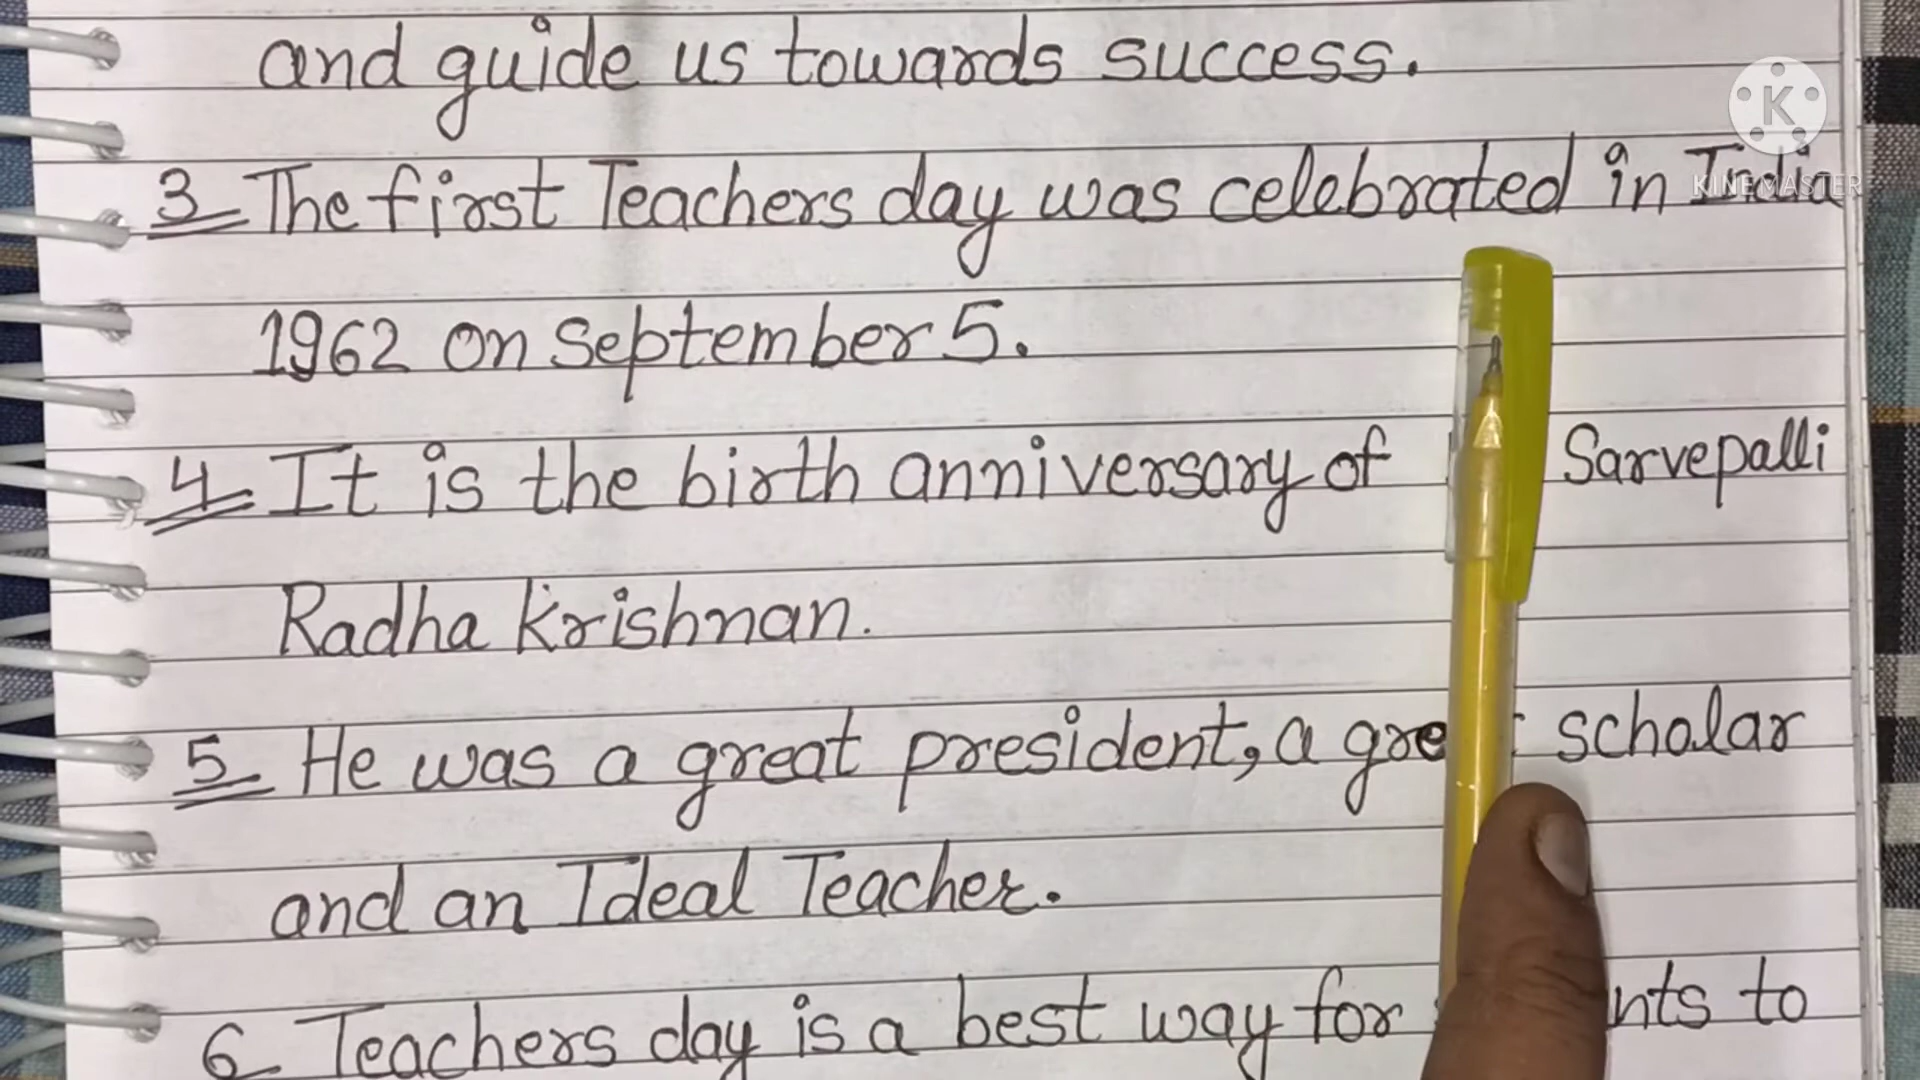 and guide us towards success.
3 The first Teachers day was celebrated in India
KINEMASTER
1962 on September 5.
4 It is the birth anniversary of Sarvepalli
Radha Krishnan.
5 He was a great president, a scholar
and an Ideal Teacher.
6 Teachers day is a best way for to